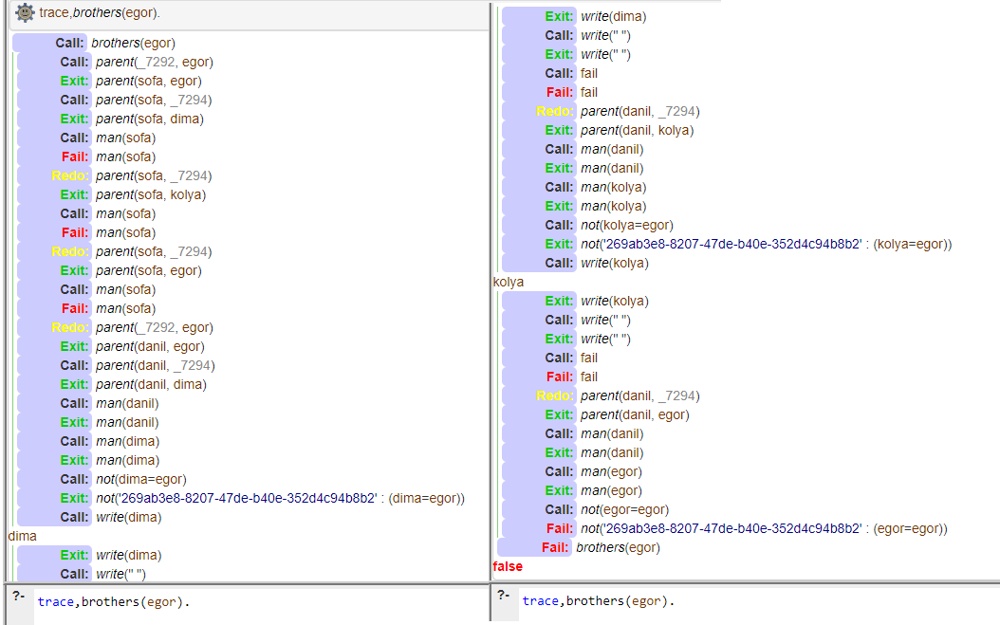 trace,brothers(egor).
Call: brothers(egor)
Call: parent(_7292, egor)
Exit: parent(sofa, egor)
Call: parent(sofa, _7294)
Exit: parent(sofa, dima)
Call: man(sofa)
Fail: man(sofa)
Redo: parent(sofa, _7294)
Exit: parent(sofa, kolya)
Call: man(sofa)
Fail: man(sofa)
Redo: parent(sofa, _7294)
Exit: parent(sofa, egor)
Call: man(sofa)
Fail: man(sofa)
Redo: parent(_7292, egor)
Exit: parent(danil, egor)
Call: parent(danil, _7294)
Exit: parent(danil, dima)
Call: man(danil)
Exit: man(danil)
Call: man(dima)
Exit: man(dima)
Call: not(dima=egor)
Exit: not('269ab3e8-8207-47de-b40e-352d4c94b8b2' : (dima=egor))
Call: write(dima)
dima
Exit: write(dima)
Call: write(" ")
?- trace,brothers(egor).
Exit: write(dima)
Call: write(" ")
Exit: write(" ")
Call: fail
Fail: fail
Redo: parent(danil, _7294)
Exit: parent(danil, kolya)
Call: man(danil)
Exit: man(danil)
Call: man(kolya)
Exit: man(kolya)
Call: not(kolya=egor)
Exit: not('269ab3e8-8207-47de-b40e-352d4c94b8b2' : (kolya=egor))
Call: write(kolya)
kolya
Exit: write(kolya)
Call: write(" ")
Exit: write(" ")
Call: fail
Fail: fail
Redo: parent(danil, _7294)
Exit: parent(danil, egor)
Call: man(danil)
Exit: man(danil)
Call: man(egor)
Exit: man(egor)
Call: not(egor=egor)
Fail: not('269ab3e8-8207-47de-b40e-352d4c94b8b2' : (egor=egor))
Fail: brothers(egor)
false
?- trace,brothers(egor).